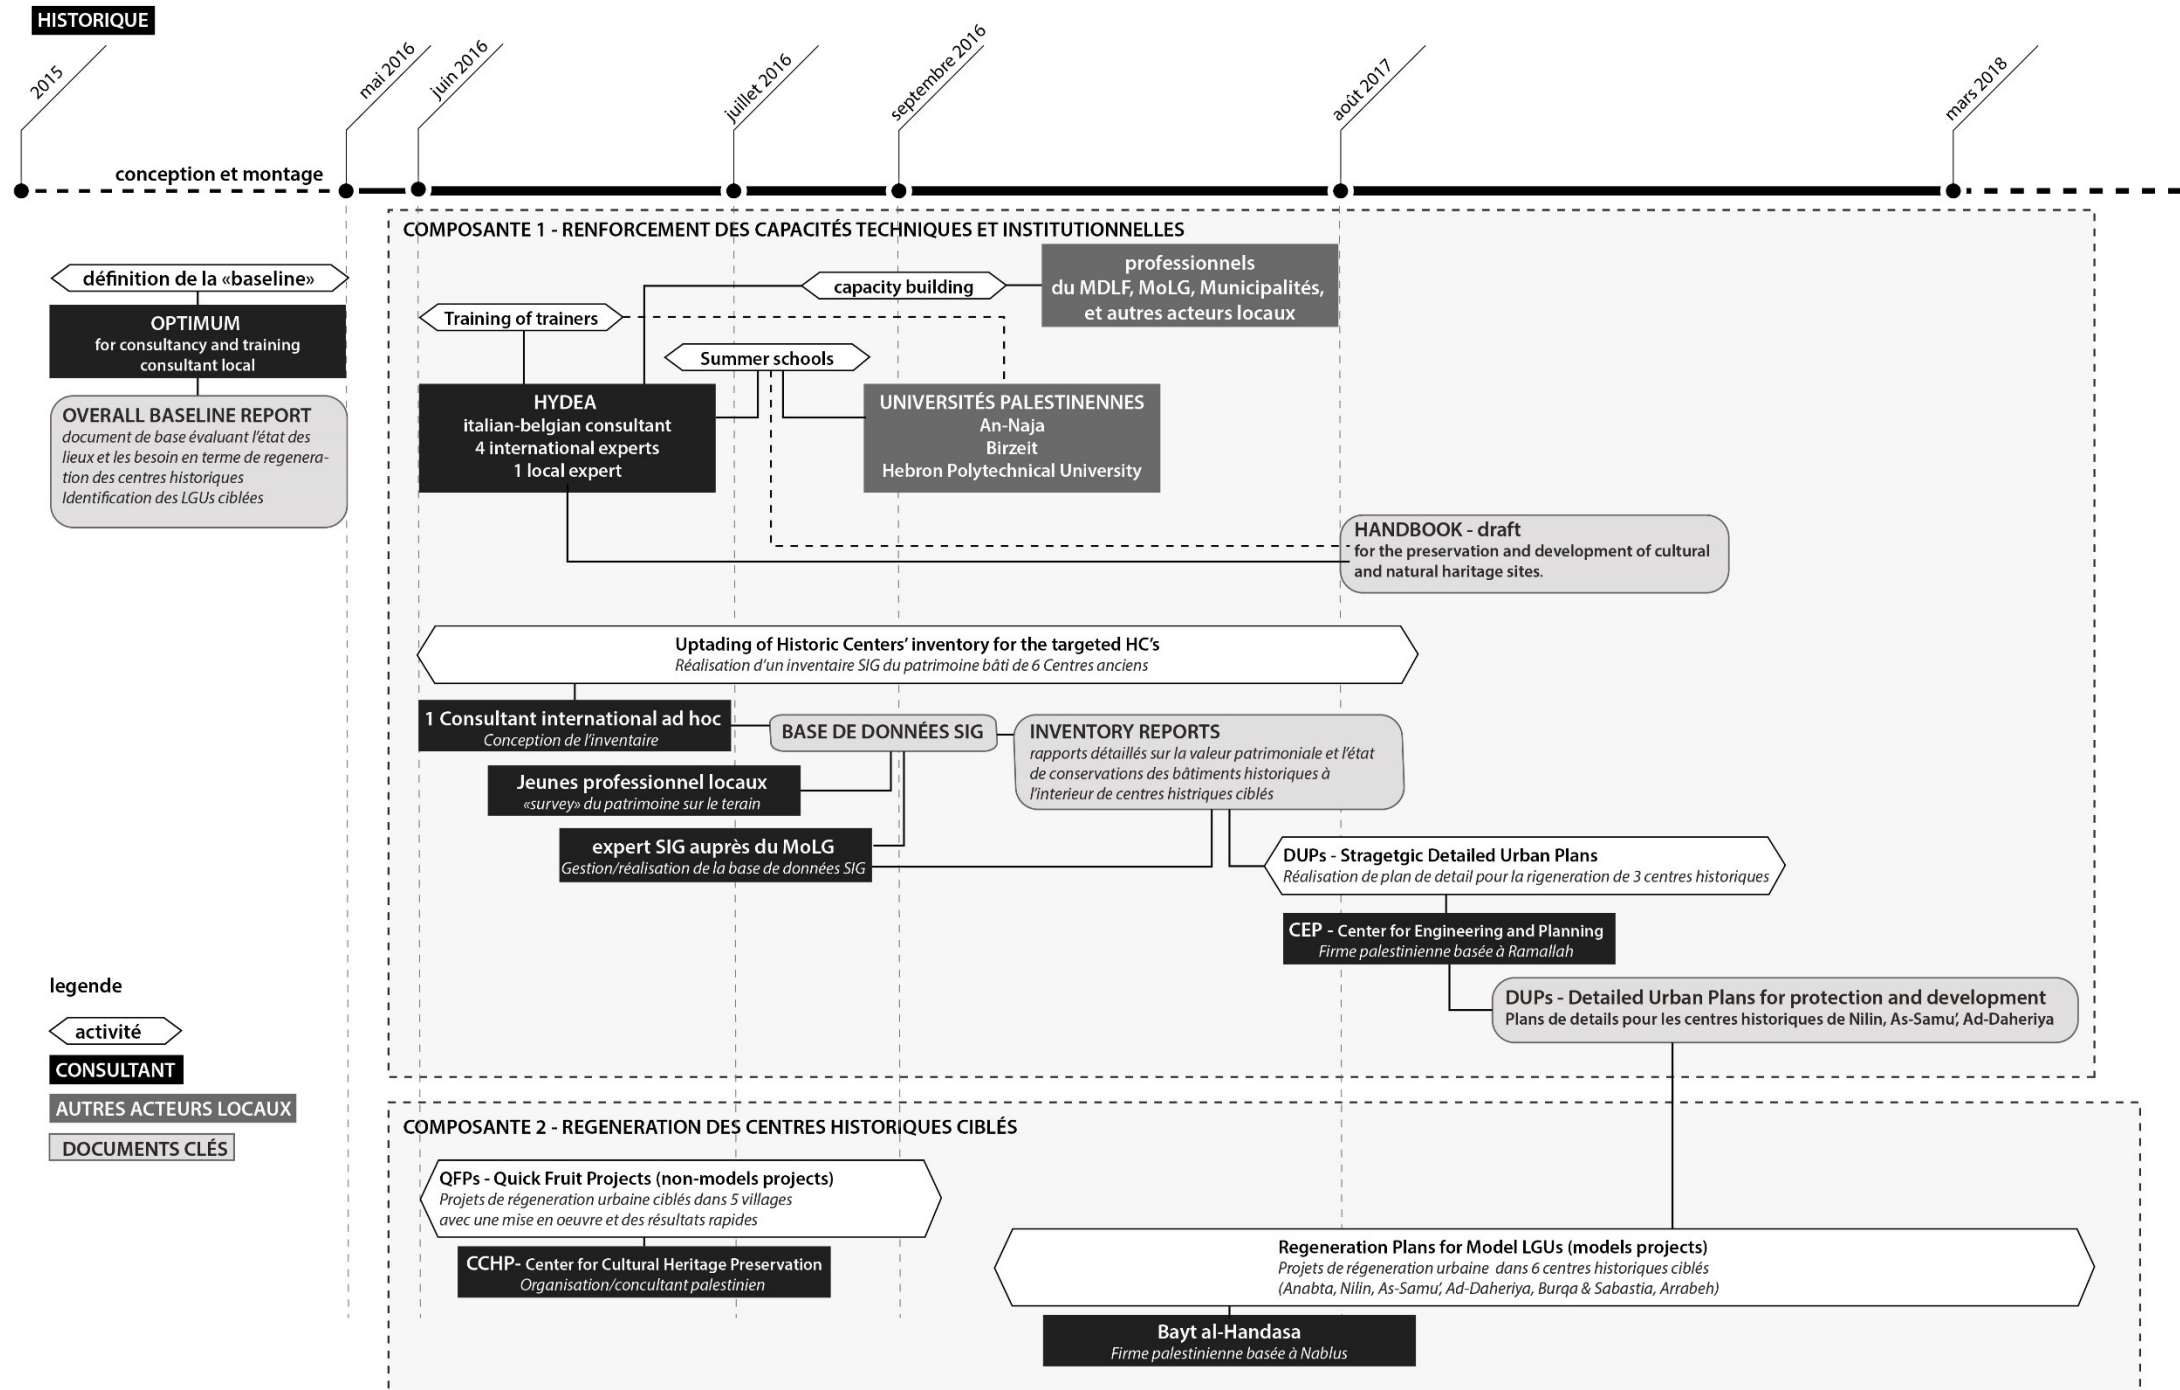 HISTORIQUE
2015
mai 2016
juin 2016
juillet 2016
septembre 2016
août 2017
mars 2018
conception et montage
COMPOSANTE 1 - RENFORCEMENT DES CAPACITÉS TECHNIQUES ET INSTITUTIONNELLES
définition de la «baseline»
OPTIMUM
for consultancy and training
consultant local
OVERALL BASELINE REPORT
document de base évaluant l'état des
lieux et les besoin en terme de regenera-
tion des centres historiques
Identification des LGUs ciblées
capacity building
professionnels
du MDLF, MoLG, Municipalités,
et autres acteurs locaux
Training of trainers
Summer schools
HYDEA
italian-belgian consultant
4 international experts
1 local expert
UNIVERSITÉS PALESTINENNES
An-Naja
Birzeit
Hebron Polytechnical University
HANDBOOK - draft
for the preservation and development of cultural
and natural haritage sites.
Uptading of Historic Centers' inventory for the targeted HC's
Réalisation d'un inventaire SIG du patrimoine bâti de 6 Centres anciens
1 Consultant international ad hoc
Conception de l'inventaire
BASE DE DONNÉES SIG
INVENTORY REPORTS
rapports détaillés sur la valeur patrimoniale et l'état
de conservations des bâtiments historiques à
l'interieur de centres histriques ciblés
Jeunes professionnel locaux
«survey» du patrimoine sur le terain
expert SIG auprès du MoLG
Gestion/réalisation de la base de données SIG
DUPs - Stragetgic Detailed Urban Plans
Réalisation de plan de detail pour la rigeneration de 3 centres historiques
CEP - Center for Engineering and Planning
Firme palestinienne basée à Ramallah
DUPs - Detailed Urban Plans for protection and development
Plans de details pour les centres historiques de Nilin, As-Samu', Ad-Daheriya
legende
activité
CONSULTANT
AUTRES ACTEURS LOCAUX
DOCUMENTS CLÉS
COMPOSANTE 2 - REGENERATION DES CENTRES HISTORIQUES CIBLÉS
QFPs - Quick Fruit Projects (non-models projects)
Projets de régeneration urbaine ciblés dans 5 villages
avec une mise en oeuvre et des résultats rapides
CCHP- Center for Cultural Heritage Preservation
Organisation/concultant palestinien
Regeneration Plans for Model LGUs (models projects)
Projets de régeneration urbaine dans 6 centres historiques ciblés
(Anabta, Nilin, As-Samu', Ad-Daheriya, Burqa & Sabastia, Arrabeh)
Bayt al-Handasa
Firme palestinienne basée à Nablus